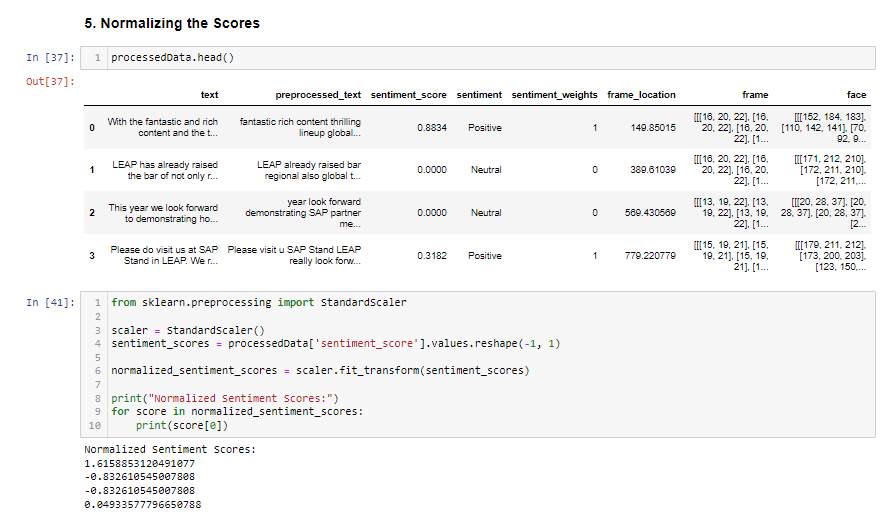 5. Normalizing the Scores
In [37]: 1 processedData.head()
Out[37]:
text preprocessed_text sentiment_score sentiment sentiment_weights frame_location frame face
0 With the fantastic and rich content and the t... fantastic rich content thrilling lineup global... 0.8834 Positive 1 149.85015 [[[16, 20, 22], [16, 20, 22], [16, 20, 22], [1... [[[152, 184, 183], [110, 142, 141], [70, 92, 9...
1 LEAP has already raised the bar of not only r... LEAP already raised bar regional also global t... 0.0000 Neutral 0 389.61039 [[[16, 20, 22], [16, 20, 22], [16, 20, 22], [1... [[[171, 212, 210], [172, 211, 210], [172, 211,...
2 This year we look forward to demonstrating ho... year look forward demonstrating SAP partner me... 0.0000 Neutral 0 569.430569 [[[13, 19, 22], [13, 19, 22], [13, 19, 22], [1... [[[20, 28, 37], [20, 28, 37], [20, 28, 37], [2...
3 Please do visit us at SAP Stand in LEAP. We r... Please visit u SAP Stand LEAP really look forw... 0.3182 Positive 1 779.220779 [[[15, 19, 21], [15, 19, 21], [15, 19, 21], [1... [[[179, 211, 212], [173, 200, 203], [123, 150,...
In [41]: 1 from sklearn.preprocessing import StandardScaler
2
3 scaler = StandardScaler()
4 sentiment_scores = processedData['sentiment_score'].values.reshape(-1, 1)
5
6 normalized_sentiment_scores = scaler.fit_transform(sentiment_scores)
7
8 print("Normalized Sentiment Scores:")
9 for score in normalized_sentiment_scores:
10 print(score[0])
Normalized Sentiment Scores:
1.6158853120491077
-0.832610545007808
-0.832610545007808
0.04933577796650788